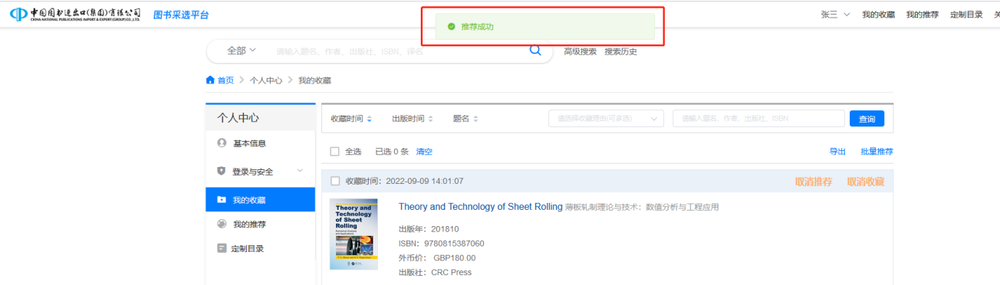 中国图书进出口(集团)有限公司
CHINA NATIONAL PUBLICATIONS IMPORT & EXPORT (GROUP) CO., LTD.
图书采选平台
推荐成功
张三 我的收藏 我的推荐 定制目录
全部 请输入题名、作者、出版社、ISBN、译名 高级搜索 搜索历史
首页 > 个人中心 > 我的收藏
个人中心
基本信息
登录与安全
我的收藏
我的推荐
定制目录
收藏时间 出版时间 题名 请选择收藏理由(可多选) 请输入题名、作者、出版社、ISBN 查询
全选 已选 0 条 清空 导出 批量推荐
收藏时间：2022-09-09 14:01:07 取消推荐 取消收藏
Theory and
Technology
of Sheet
Rolling
Theory and Technology of Sheet Rolling 薄板轧制理论与技术：数值分析与工程应用
出版年：201810
ISBN：9780815387060
外币价： GBP180.00
出版社：CRC Press